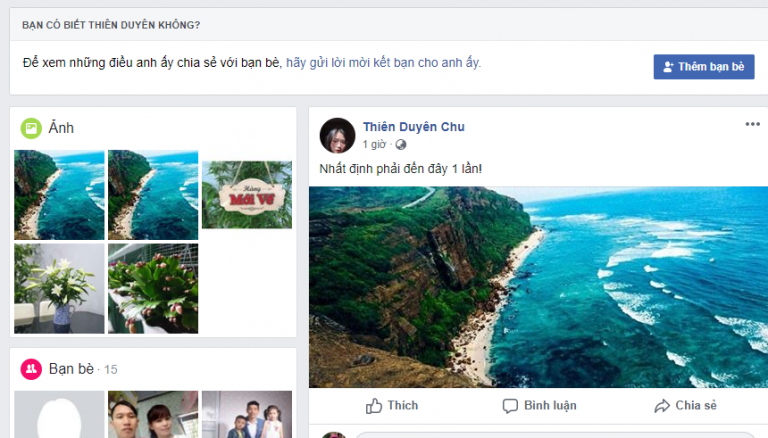 BẠN CÓ BIẾT THIÊN DUYÊN KHÔNG?
Để xem những điều anh ấy chia sẻ với bạn bè, hãy gửi lời mời kết bạn cho anh ấy.
Thêm bạn bè
Ảnh
Hàng
Mới Về
Bạn bè · 15
Thiên Duyên Chu
1 giờ ·
Nhất định phải đến đây 1 lần!
Thích
Bình luận
Chia sẻ